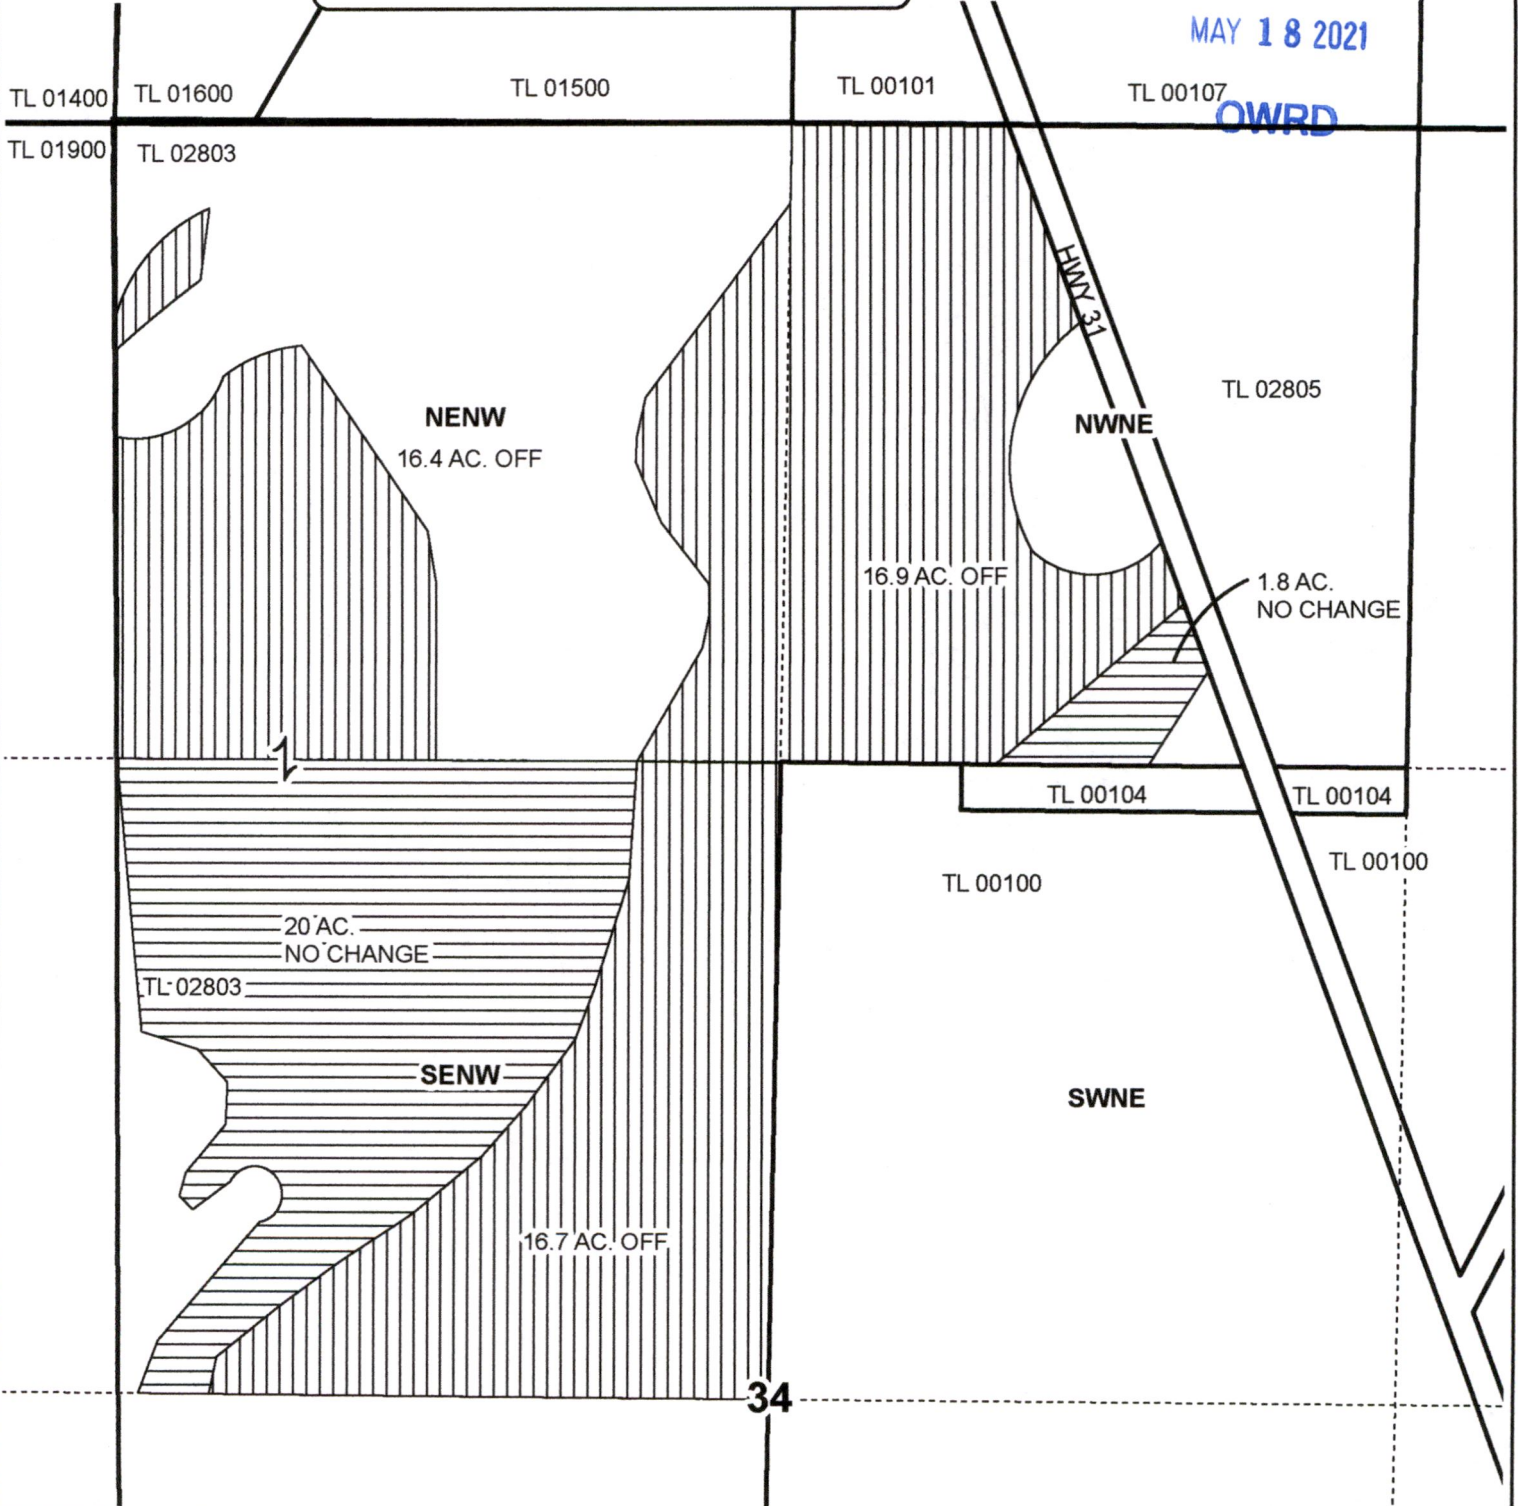 MAY 18 2021
OWRD
TL 01400
TL 01600
TL 01500
TL 00101
TL 00107
TL 01900
TL 02803
HWY 31
TL 02805
NENW
16.4 AC. OFF
NWNE
16.9 AC. OFF
1.8 AC.
NO CHANGE
TL 00104
TL 00104
TL 00100
TL 00100
20 AC.
NO CHANGE
TL 02803
SENW
SWNE
16.7 AC. OFF
34